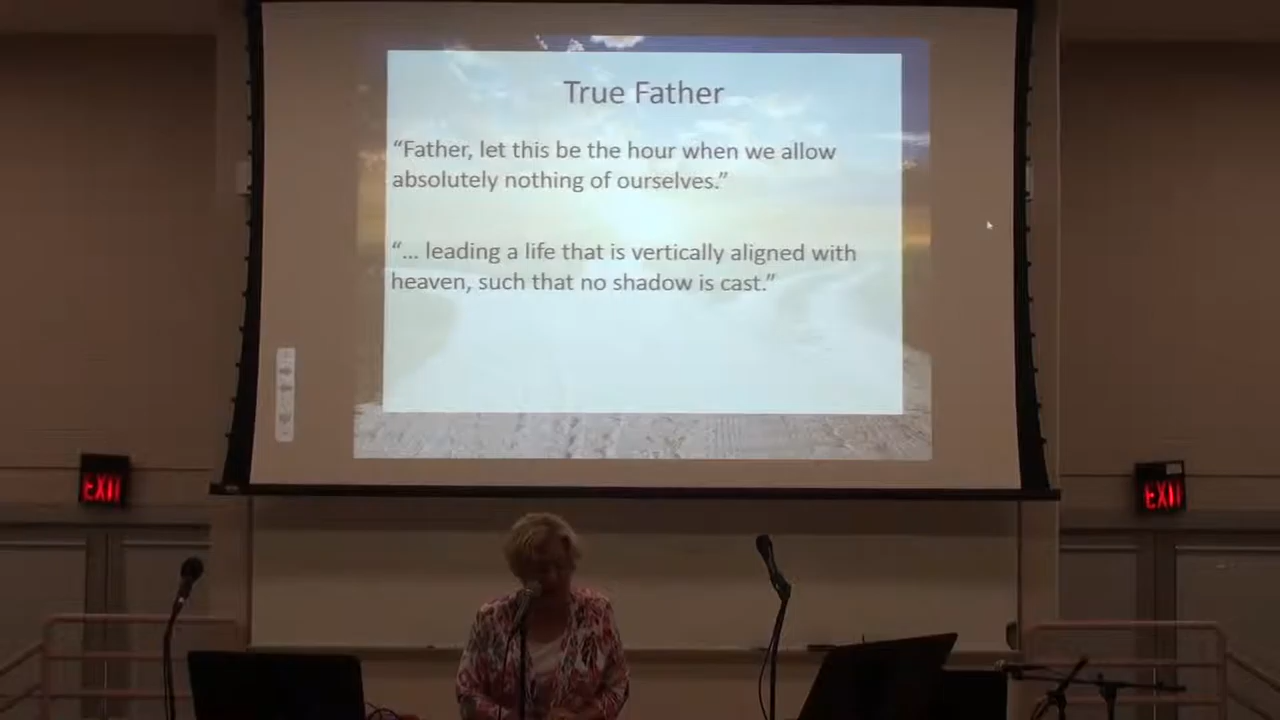 True Father
“Father, let this be the hour when we allow
absolutely nothing of ourselves.”
“... leading a life that is vertically aligned with
heaven, such that no shadow is cast.”
EXIT
EXIT